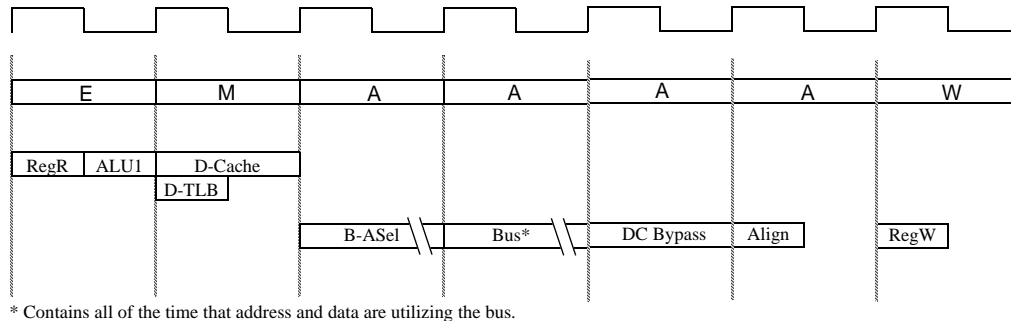 E M A A A A W
RegR ALU1 D-Cache
D-TLB
B-ASel Bus* DC Bypass Align RegW
* Contains all of the time that address and data are utilizing the bus.